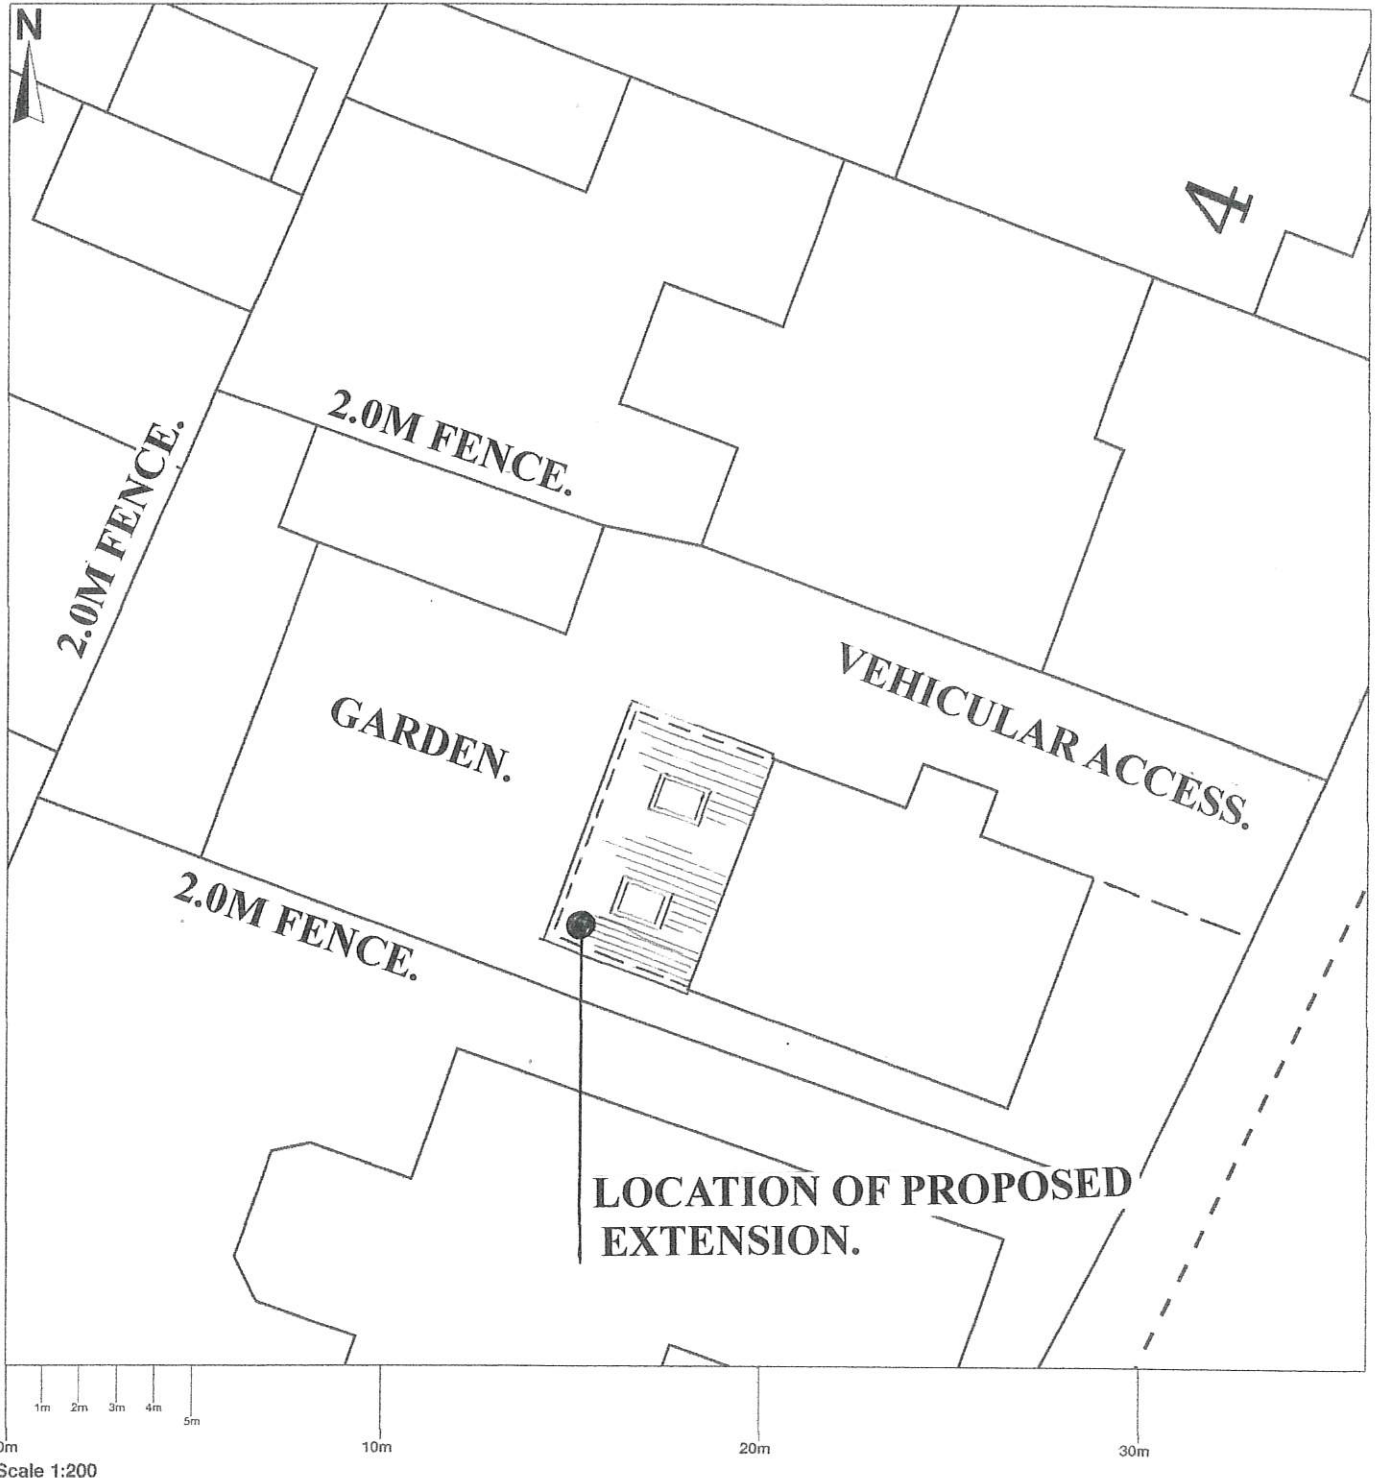 N
4
2.0M FENCE.
2.0M FENCE.
VEHICULAR ACCESS.
GARDEN.
2.0M FENCE.
LOCATION OF PROPOSED
EXTENSION.
1m 2m 3m 4m
5m
0m 10m 20m 30m
Scale 1:200